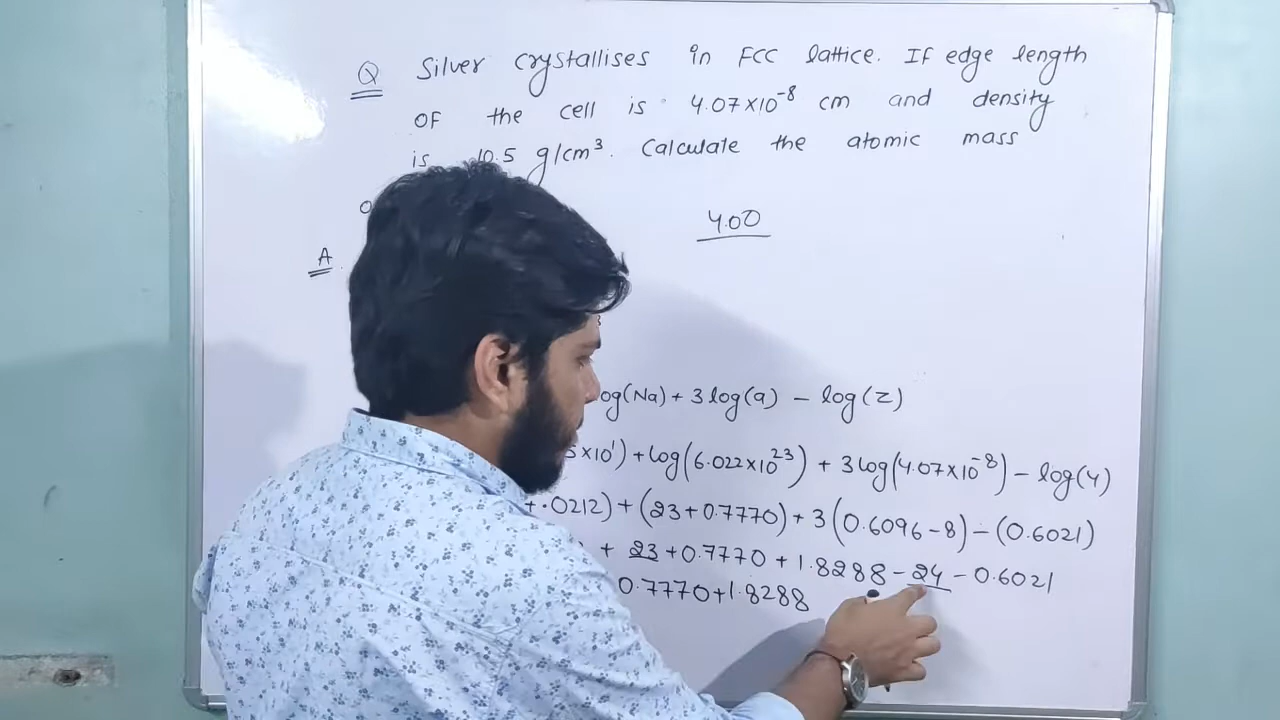 Q Silver crystallises in FCC lattice. If edge length
OF the cell is 4.07×10⁻⁸ cm and density
is 10.5 g/cm³. Calculate the atomic mass
4.00
A
og(Na) + 3 log(a) - log(z)
×10¹) + log(6.022×10²³) + 3 log(4.07×10⁻⁸) - log(4)
+.0212) + (23+0.7770) + 3(0.6096-8) - (0.6021)
+ 23 + 0.7770 + 1.8288 - 24 - 0.6021
0.7770+1.8288